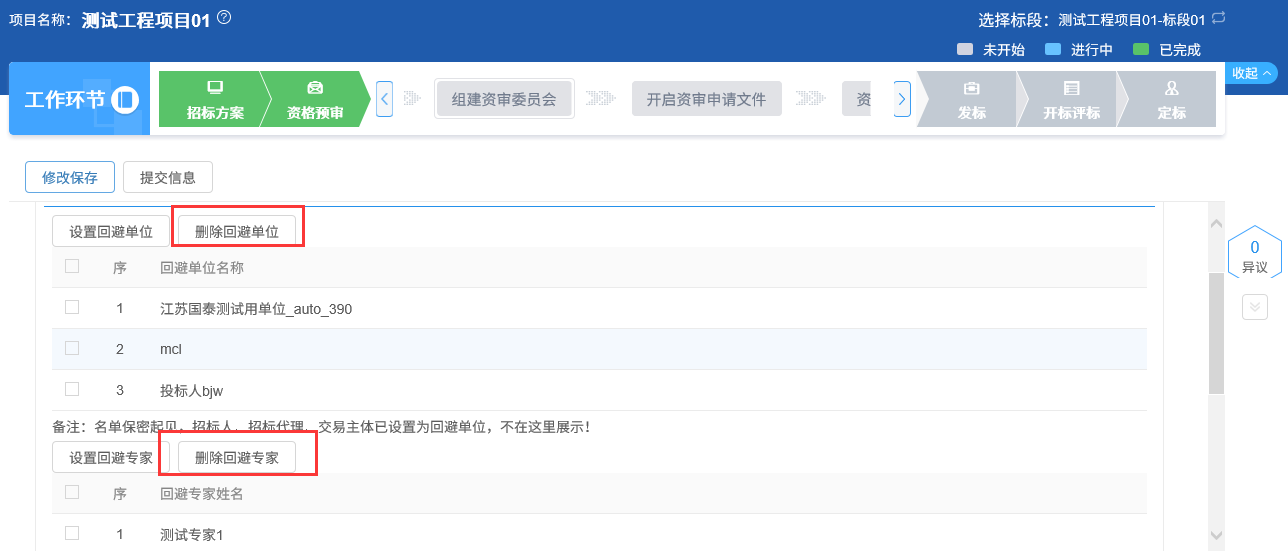 项目名称： 测试工程项目01 ?
选择标段：测试工程项目01-标段01
未开始 进行中 已完成
收起
工作环节
招标方案
资格预审
组建资审委员会
开启资审申请文件
资
发标
开标评标
定标
修改保存 提交信息
设置回避单位 删除回避单位
序 回避单位名称
1 江苏国泰测试用单位_auto_390
2 mcl
3 投标人bjw
备注：名单保密起见，招标人、招标代理、交易主体已设置为回避单位，不在这里展示！
设置回避专家 删除回避专家
序 回避专家姓名
1 测试专家1
0
异议